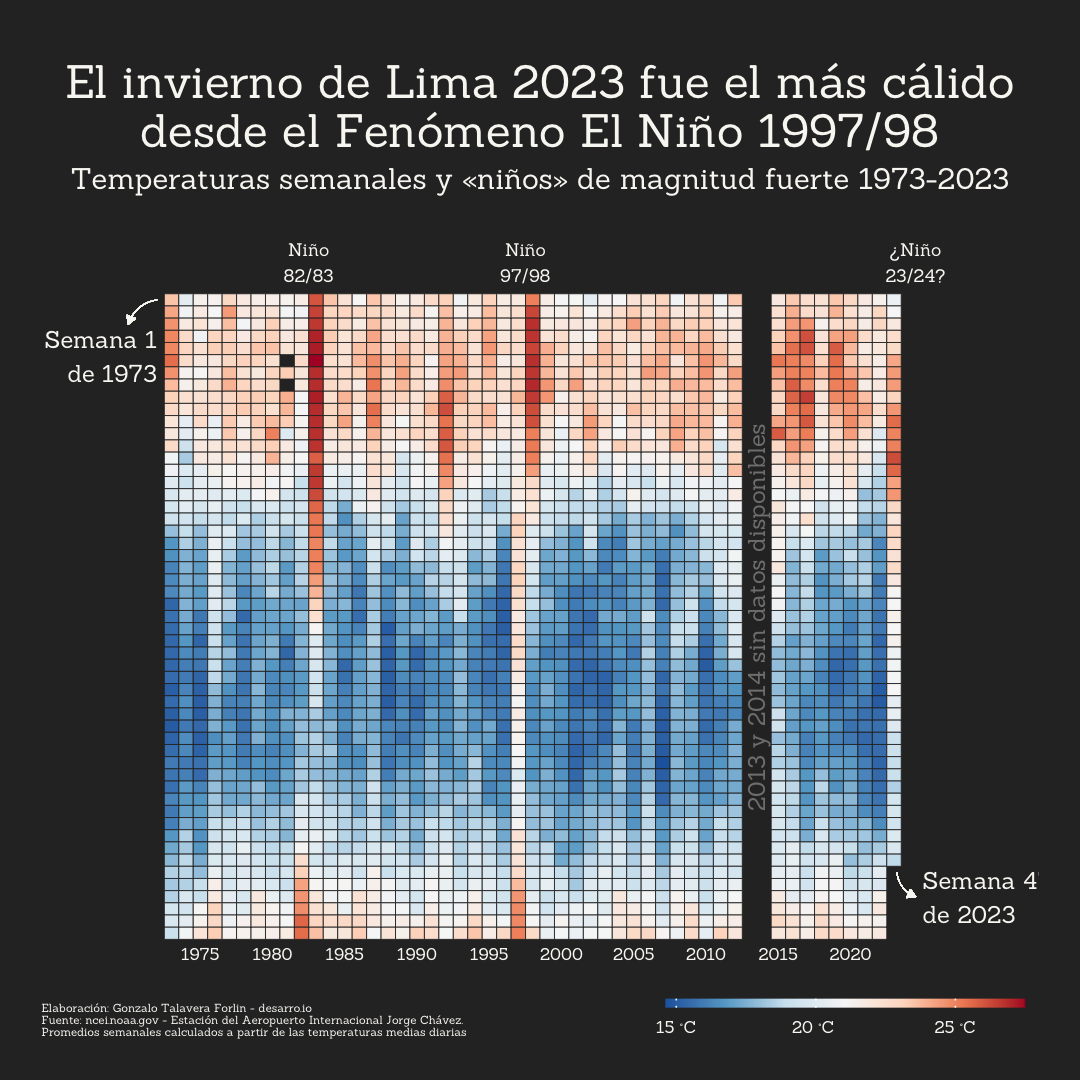 El invierno de Lima 2023 fue el más cálido
desde el Fenómeno El Niño 1997/98
Temperaturas semanales y «niños» de magnitud fuerte 1973-2023
Niño
82/83
Niño
97/98
¿Niño
23/24?
Semana 1
de 1973
2013 y 2014 sin datos disponibles
Semana 4
de 2023
1975 1980 1985 1990 1995 2000 2005 2010 2015 2020
Elaboración: Gonzalo Talavera Forlin - desarro.io
Fuente: ncei.noaa.gov - Estación del Aeropuerto Internacional Jorge Chávez.
Promedios semanales calculados a partir de las temperaturas medias diarias
15 °C 20 °C 25 °C